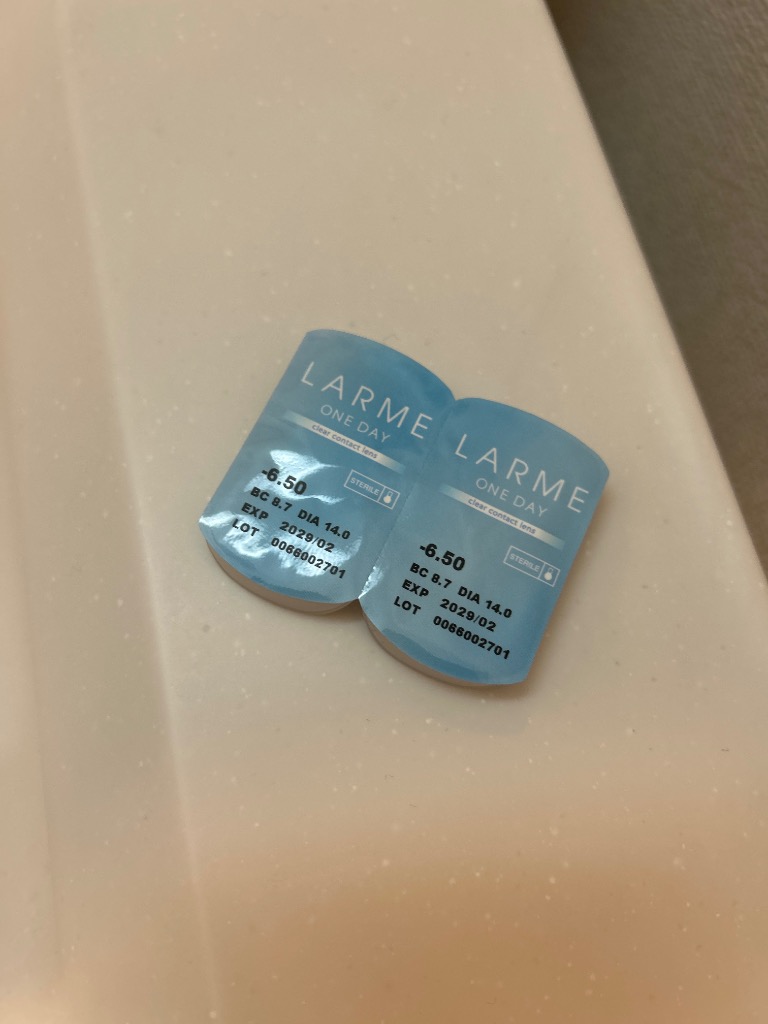 LARME
ONE DAY
clear contact lens
STERILE
-6.50
BC 8.7 DIA 14.0
EXP 2029/02
LOT 0066002701
LARME
ONE DAY
clear contact lens
STERILE
-6.50
BC 8.7 DIA 14.0
EXP 2029/02
LOT 0066002701